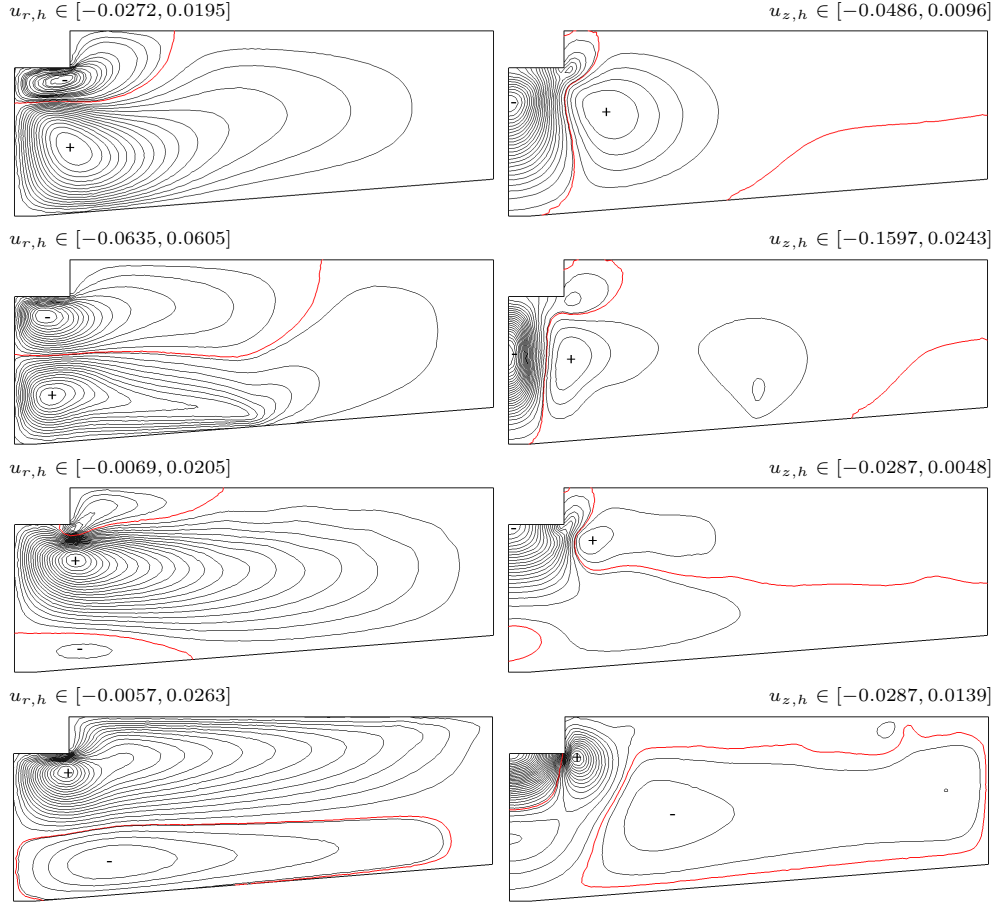 u_{r,h} ∈ [−0.0272, 0.0195] u_{z,h} ∈ [−0.0486, 0.0096]
- - +
+
u_{r,h} ∈ [−0.0635, 0.0605] u_{z,h} ∈ [−0.1597, 0.0243]
- - +
+
u_{r,h} ∈ [−0.0069, 0.0205] u_{z,h} ∈ [−0.0287, 0.0048]
+ - +
-
u_{r,h} ∈ [−0.0057, 0.0263] u_{z,h} ∈ [−0.0287, 0.0139]
+ +
- -